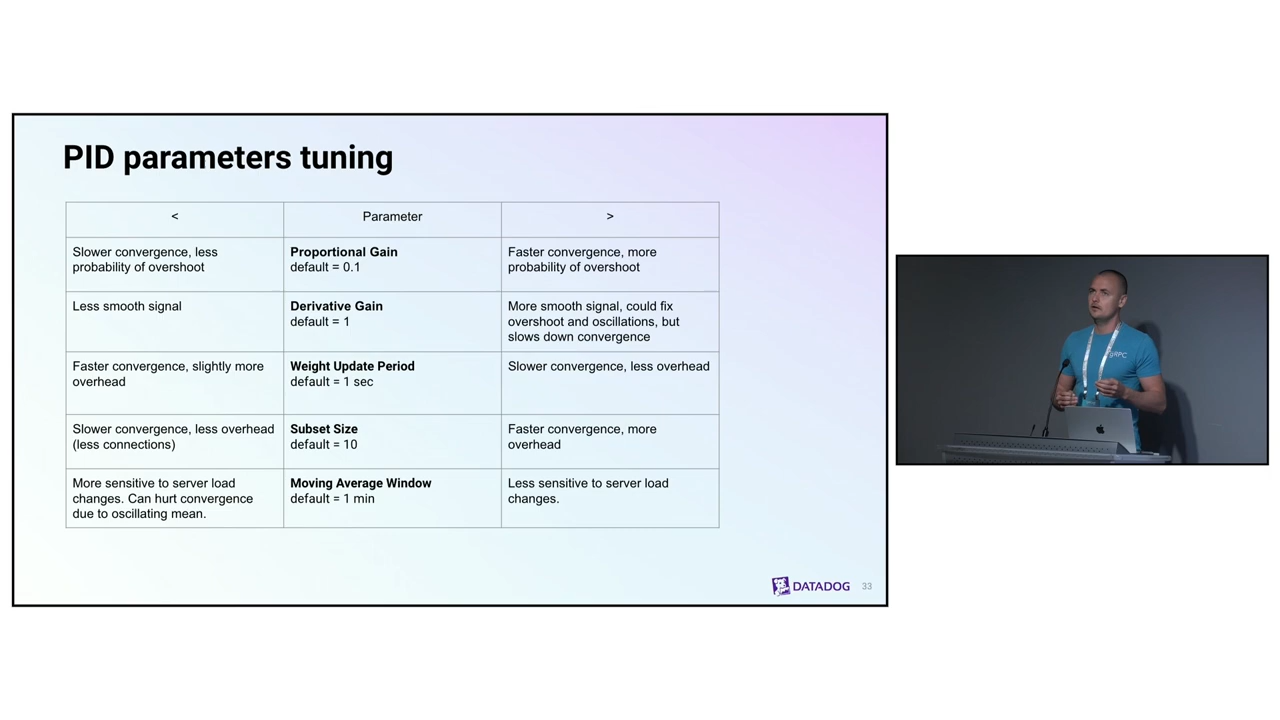 PID parameters tuning
<
Parameter
>
Slower convergence, less
probability of overshoot
Proportional Gain
default = 0.1
Faster convergence, more
probability of overshoot
Less smooth signal
Derivative Gain
default = 1
More smooth signal, could fix
overshoot and oscillations, but
slows down convergence
Faster convergence, slightly more
overhead
Weight Update Period
default = 1 sec
Slower convergence, less overhead
Slower convergence, less overhead
(less connections)
Subset Size
default = 10
Faster convergence, more
overhead
More sensitive to server load
changes. Can hurt convergence
due to oscillating mean.
Moving Average Window
default = 1 min
Less sensitive to server load
changes.
DATADOG
33
gRPC